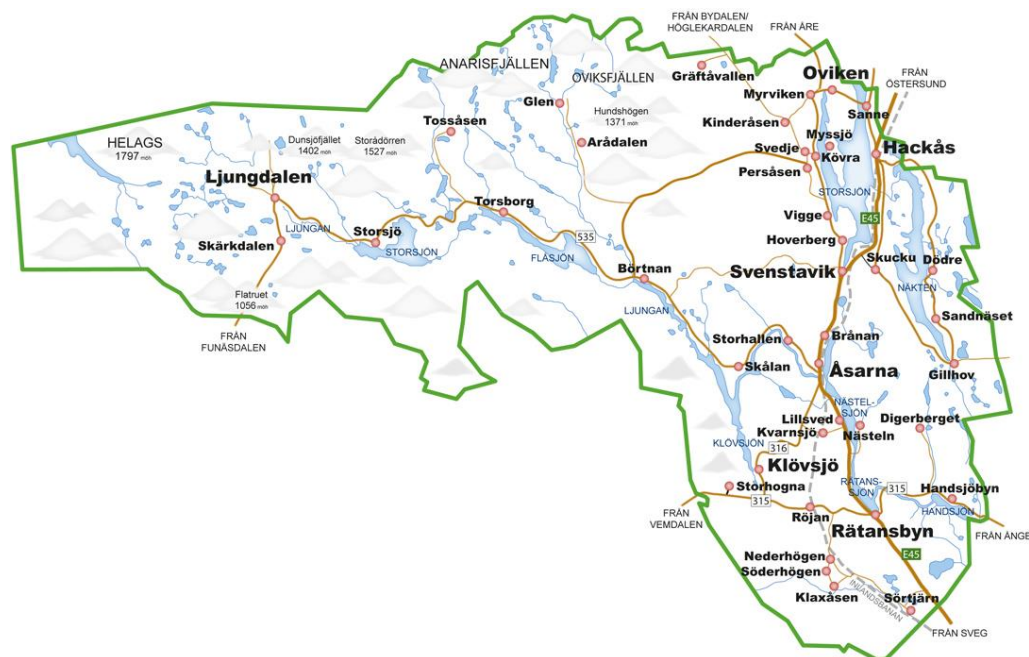 FRÅN BYDALEN/
HÖGLEKARDALEN
FRÅN ÅRE
FRÅN
ÖSTERSUND
ANARISFJÄLLEN
OVIKSFJÄLLEN
Gräftåvallen
Oviken
Myrviken
Sanne
Glen
Hundshögen
1371 möh
Kinderåsen
Tossåsen
Arådalen
Myssjö
HELAGS
1797 möh
Dunsjöfjället
1402 möh
Storådörren
1527 möh
Svedje
Kövra
Hackås
Persåsen
Ljungdalen
STORSJÖN
Torsborg
Vigge
E45
LJUNGAN
Storsjö
Skärkdalen
STORSJÖN
535
FLÅSJÖN
Hoverberg
Skucku
Dödre
Börtnan
Svenstavik
NÄKTEN
Flatruet
1056 möh
LJUNGAN
Sandnäset
FRÅN
FUNÄSDALEN
Storhallen
Brånan
Skålan
Åsarna
Gillhov
NÄSTEL-
SJÖN
Lillsved
Digerberget
Kvarnsjö
Nästeln
KLÖVSJÖN
316
Klövsjö
RÄTANS-
SJÖN
Storhogna
315
315
Handsjöbyn
HANDSJÖN
FRÅN
VEMDALEN
Röjan
Rätansbyn
FRÅN ÅNGE
E45
Nederhögen
Söderhögen
Klaxåsen
INLANDSBANAN
Sörtjärn
FRÅN SVEG